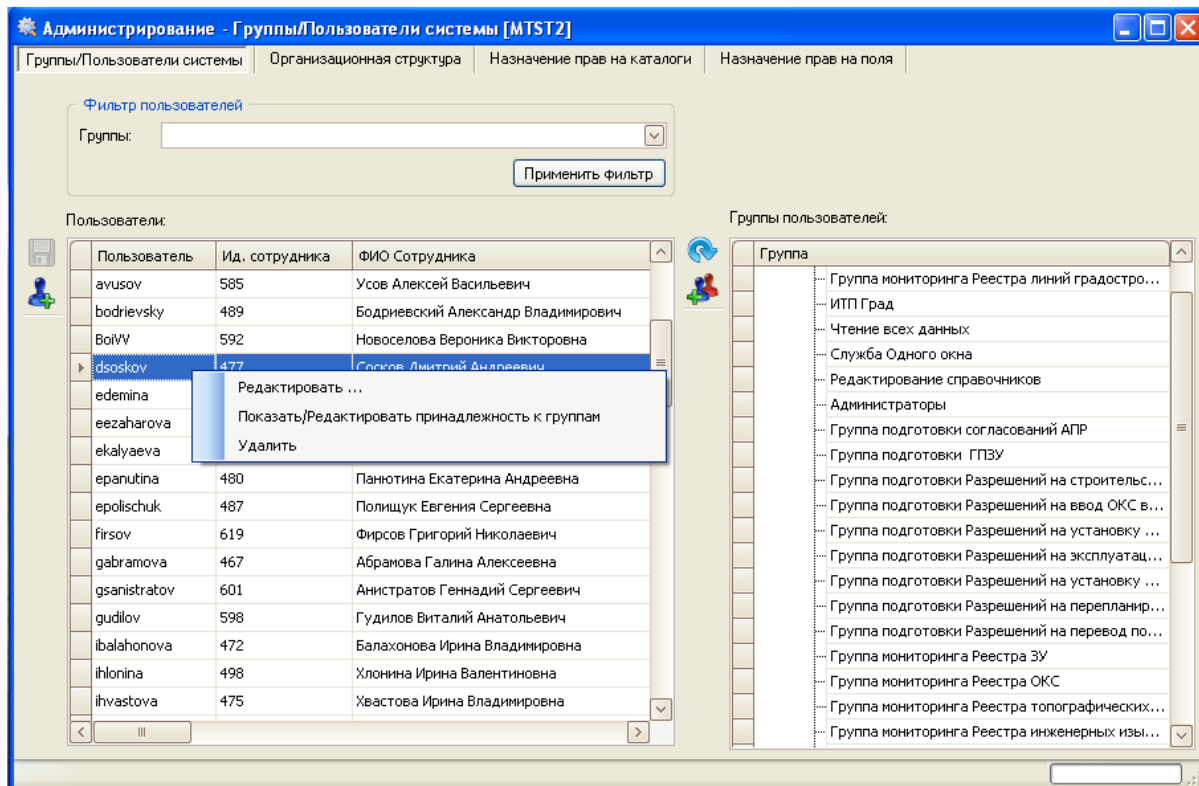 Администрирование - Группы/Пользователи системы [MTST2]
Группы/Пользователи системы Организационная структура Назначение прав на каталоги Назначение прав на поля
Фильтр пользователей
Группы:
Применить фильтр
Пользователи:
Пользователь Ид. сотрудника ФИО Сотрудника
avusov 585 Усов Алексей Васильевич
bodrievsky 489 Бодриевский Александр Владимирович
BoiVV 592 Новоселова Вероника Викторовна
dsoskov 477 Сосков Дмитрий Андреевич
edemina
eezaharova
ekalyaeva
Редактировать ...
Показать/Редактировать принадлежность к группам
Удалить
epanutina 480 Панютина Екатерина Андреевна
epolischuk 487 Полищук Евгения Сергеевна
firsov 619 Фирсов Григорий Николаевич
gabramova 467 Абрамова Галина Алексеевна
gsanistratov 601 Анистратов Геннадий Сергеевич
gudilov 598 Гудилов Виталий Анатольевич
ibalahonova 472 Балахонова Ирина Владимировна
ihlonina 498 Хлонина Ирина Валентиновна
ihvastova 475 Хвастова Ирина Владимировна
Группы пользователей:
Группа
Группа мониторинга Реестра линий градостро...
ИТП Град
Чтение всех данных
Служба Одного окна
Редактирование справочников
Администраторы
Группа подготовки согласований АПР
Группа подготовки ГПЗУ
Группа подготовки Разрешений на строительс...
Группа подготовки Разрешений на ввод ОКС в...
Группа подготовки Разрешений на установку ...
Группа подготовки Разрешений на эксплуатац...
Группа подготовки Разрешений на установку ...
Группа подготовки Разрешений на перепланир...
Группа подготовки Разрешений на перевод по...
Группа мониторинга Реестра ЗУ
Группа мониторинга Реестра ОКС
Группа мониторинга Реестра топографических...
Группа мониторинга Реестра инженерных изы...